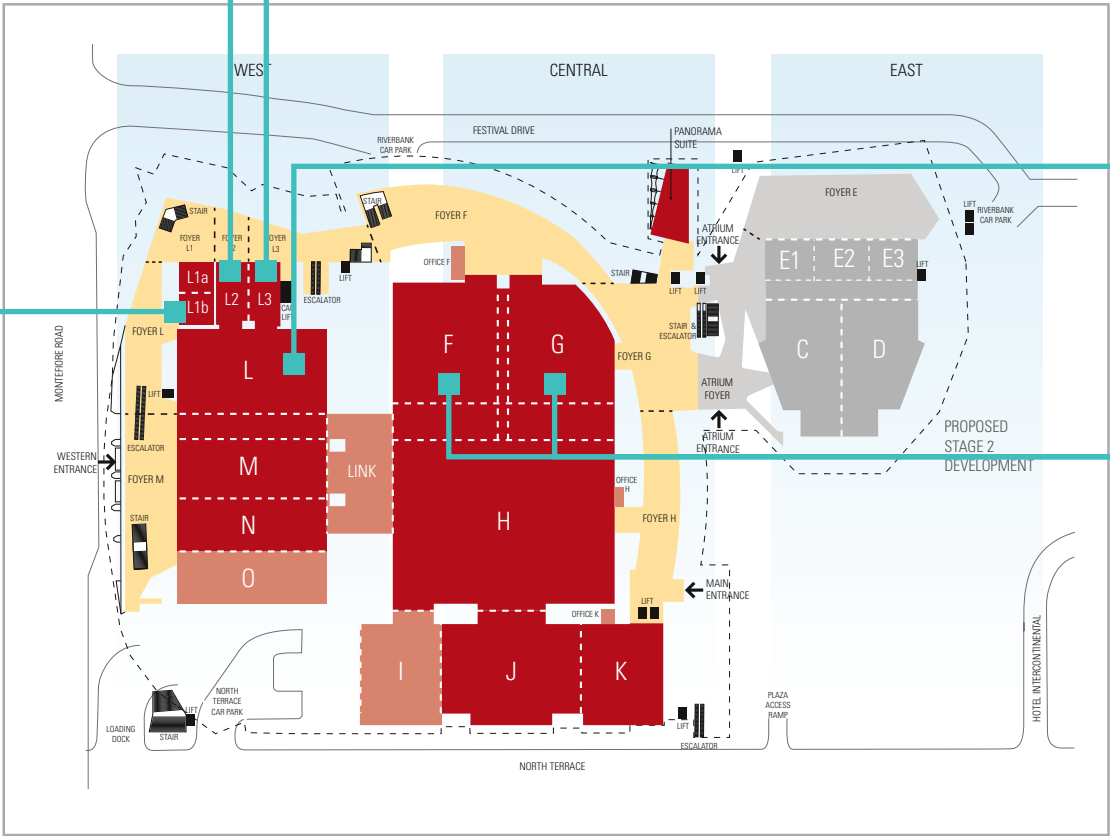 WEST
CENTRAL
EAST
FESTIVAL DRIVE
PANORAMA
SUITE
RIVERBANK
CAR PARK
LIFT
FOYER E
STAIR
STAIR
FOYER F
LIFT
RIVERBANK
CAR PARK
FOYER
L1
FOYER
L3
ATRIUM
ENTRANCE
OFFICE F
E1
E2
E3
LIFT
L1a
L1b
L2
L3
LIFT
ESCALATOR
STAIR
LIFT
LIFT
FOYER L
STAIR &
ESCALATOR
MONTEFIORE ROAD
L
F
G
FOYER G
C
D
LIFT
ATRIUM
FOYER
ESCALATOR
ATRIUM
ENTRANCE
PROPOSED
STAGE 2
DEVELOPMENT
WESTERN
ENTRANCE
FOYER M
M
LINK
OFFICE
H
STAIR
N
H
FOYER H
O
MAIN
ENTRANCE
LIFT
OFFICE K
HOTEL INTERCONTINENTAL
I
J
K
NORTH
TERRACE
CAR PARK
PLAZA
ACCESS
RAMP
LOADING
DOCK
LIFT
STAIR
LIFT
ESCALATOR
NORTH TERRACE